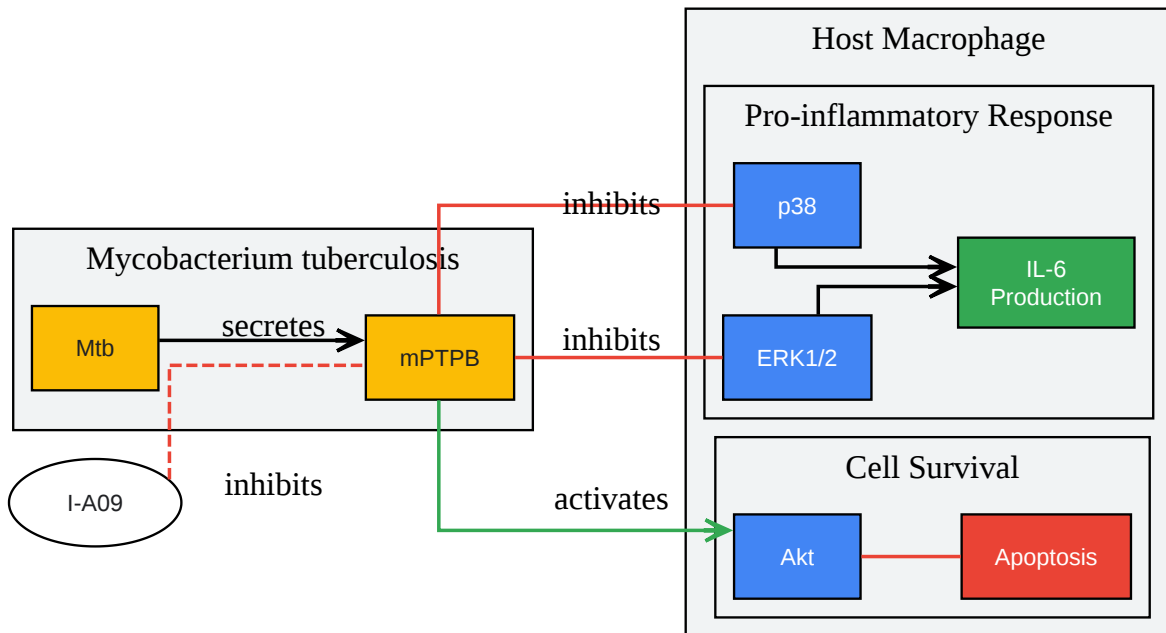 Host Macrophage
Pro-inflammatory Response
inhibits
p38
Mycobacterium tuberculosis
IL-6
Production
secretes
Mtb
mPTPB
inhibits
ERK1/2
Cell Survival
inhibits
I-A09
activates
Akt
Apoptosis